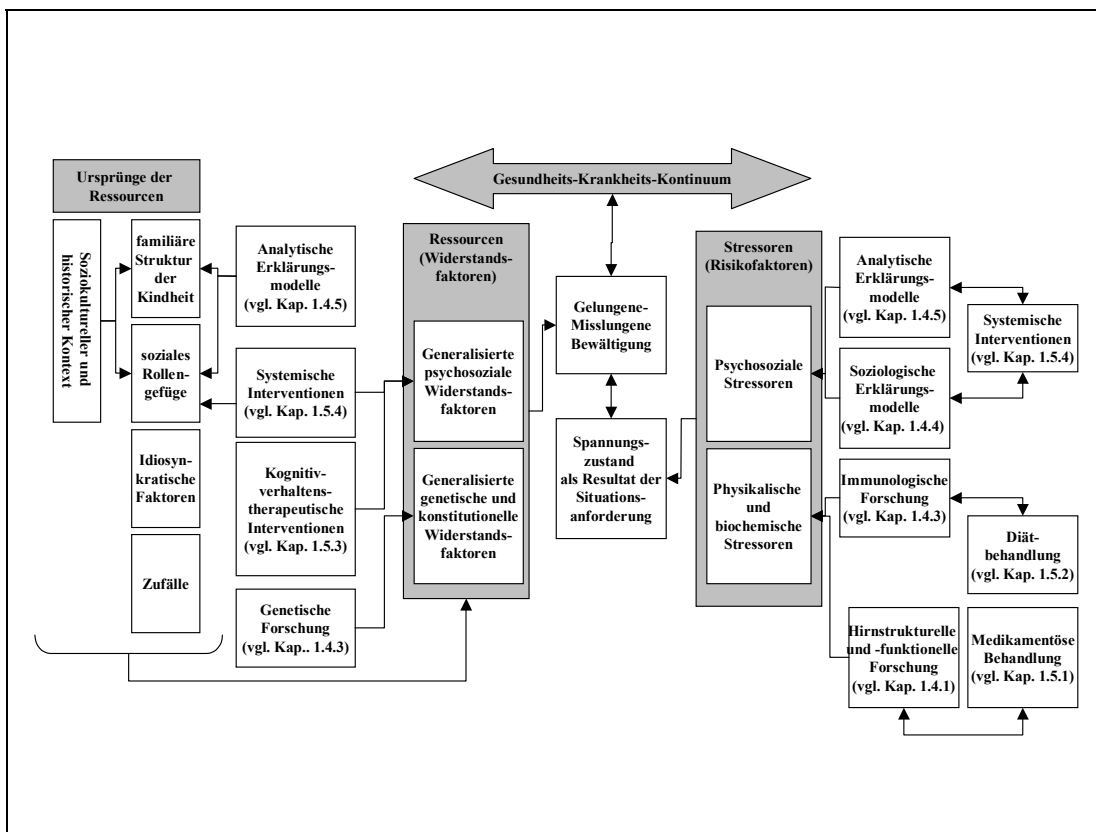 Gesundheits-Krankheits-Kontinuum
Ursprünge der
Ressourcen
Soziokultureller und
historischer Kontext
familiäre
Struktur
der
Kindheit
soziales
Rollen-
gefüge
Idiosyn-
kratische
Faktoren
Zufälle
Analytische
Erklärungs-
modelle
(vgl. Kap. 1.4.5)
Systemische
Interventionen
(vgl. Kap. 1.5.4)
Kognitiv-
verhaltens-
therapeutische
Interventionen
(vgl. Kap. 1.5.3)
Genetische
Forschung
(vgl. Kap.. 1.4.3)
Ressourcen
(Widerstands-
faktoren)
Generalisierte
psychosoziale
Widerstands-
faktoren
Generalisierte
genetische und
konstitutionelle
Widerstands-
faktoren
Gelungene-
Misslungene
Bewältigung
Spannungs-
zustand
als Resultat der
Situations-
anforderung
Stressoren
(Risikofaktoren)
Psychosoziale
Stressoren
Physikalische
und
biochemische
Stressoren
Analytische
Erklärungs-
modelle
(vgl. Kap. 1.4.5)
Soziologische
Erklärungs-
modelle
(vgl. Kap. 1.4.4)
Immunologische
Forschung
(vgl. Kap. 1.4.3)
Hirnstrukturelle
und -funktionelle
Forschung
(vgl. Kap. 1.4.1)
Systemische
Interventionen
(vgl. Kap. 1.5.4)
Diät-
behandlung
(vgl. Kap. 1.5.2)
Medikamentöse
Behandlung
(vgl. Kap. 1.5.1)